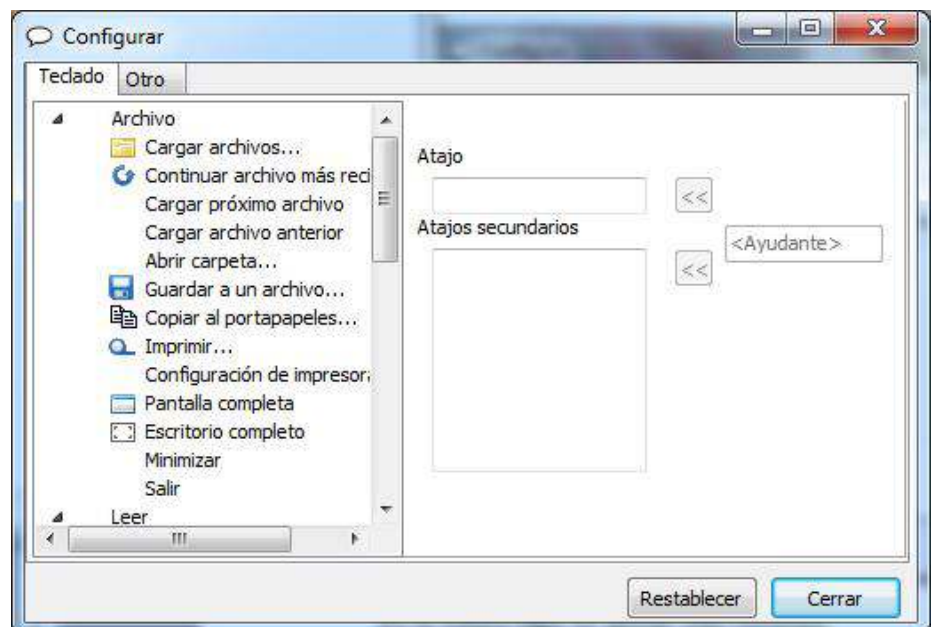 Configurar
Teclado
Otro
Archivo
Cargar archivos...
Continuar archivo más reci
Cargar próximo archivo
Cargar archivo anterior
Abrir carpeta...
Guardar a un archivo...
Copiar al portapapeles...
Imprimir...
Configuración de impresor
Pantalla completa
Escritorio completo
Minimizar
Salir
Leer
Atajo
<<
Atajos secundarios
<<
<Ayudante>
Restablecer
Cerrar